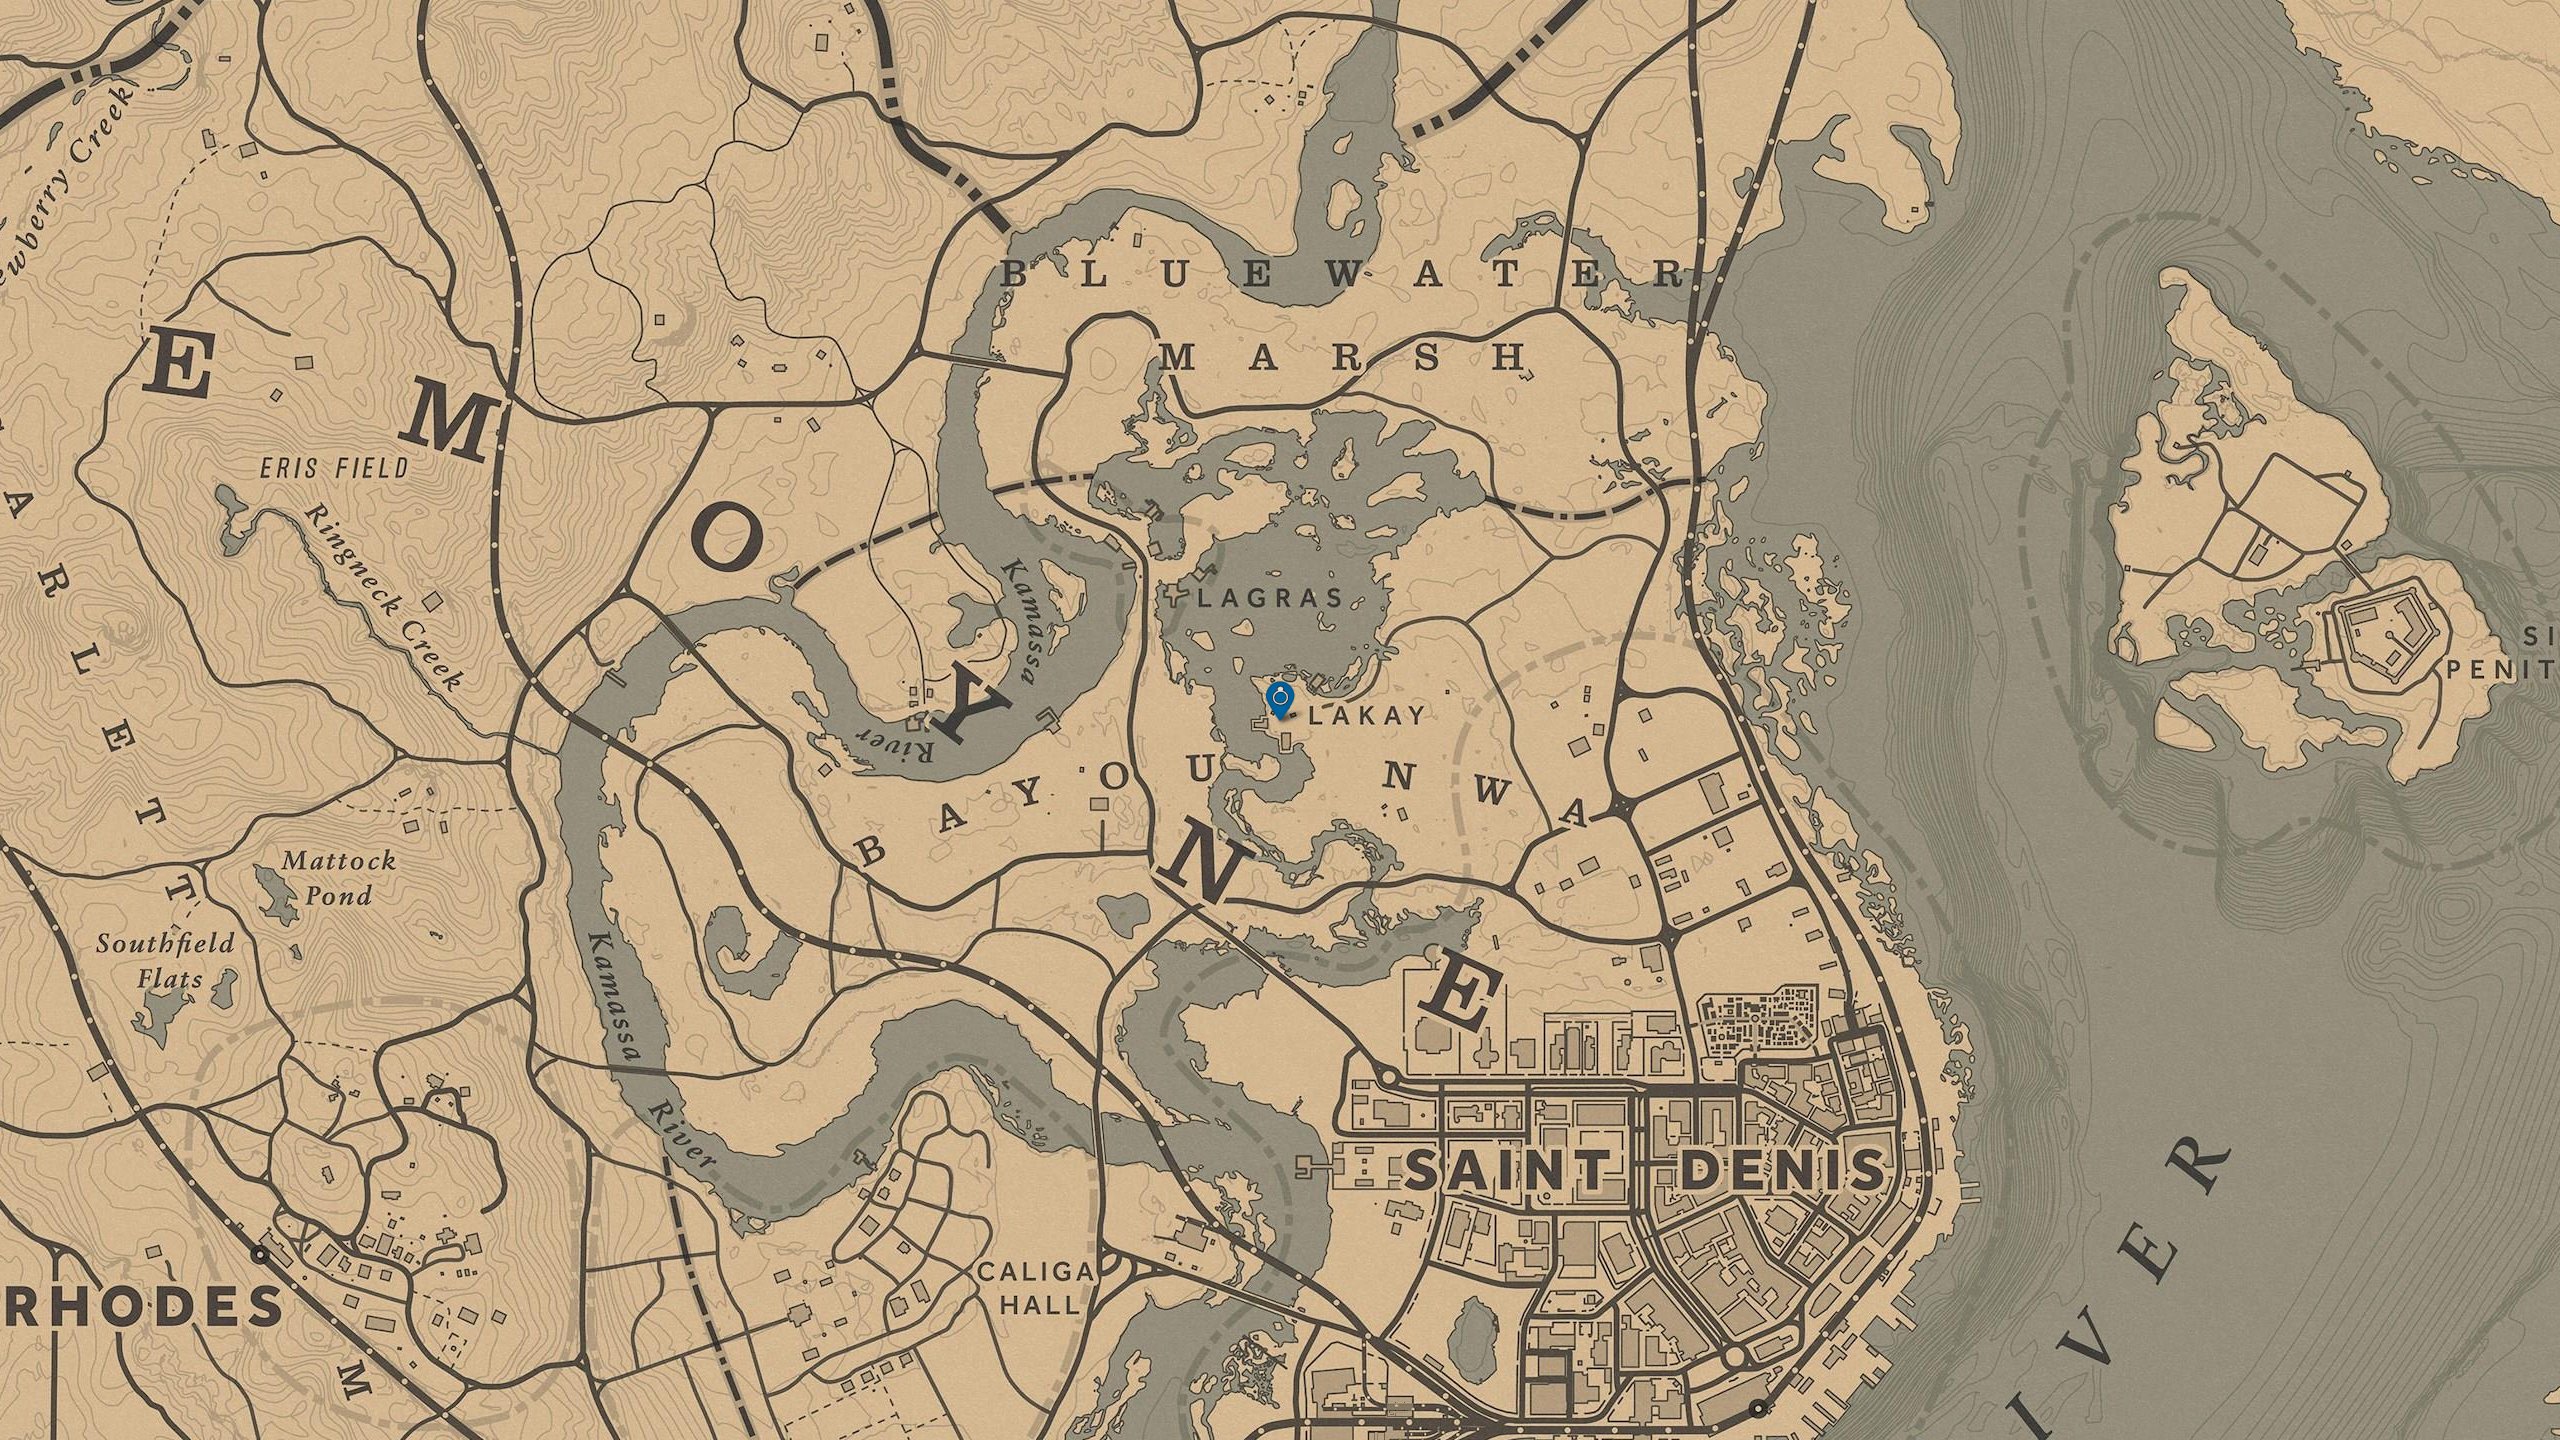 ewberry Creek
BLUEWATER
MARSH
E M O Y N E
ERIS FIELD
Ringneck Creek
ARLETT
M
Kamassa
River
LAGRAS
LAKAY
BAYOU NWA
SI
PENIT
Mattock
Pond
Southfield
Flats
Kamassa
River
SAINT DENIS
CALIGA
HALL
RHODES
IVER